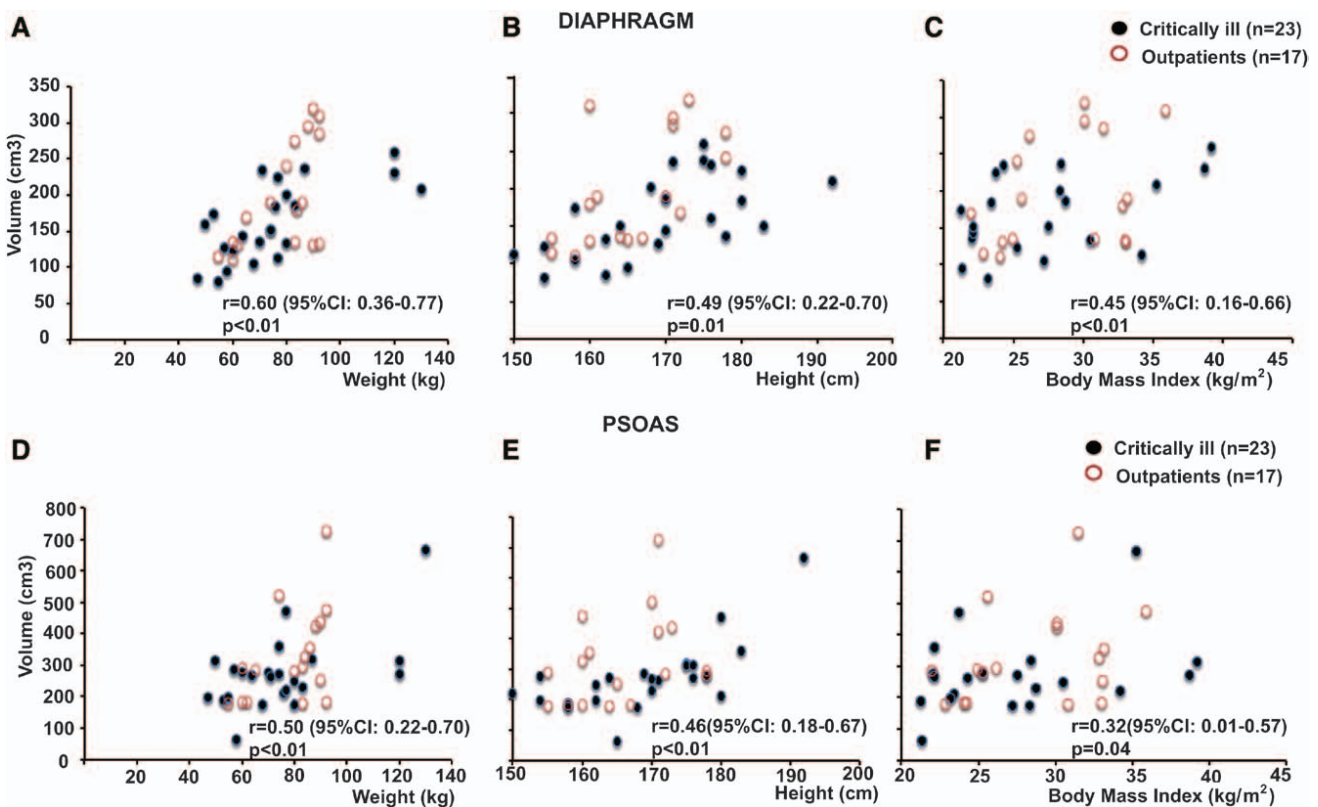 A
B
DIAPHRAGM
C
Critically ill (n=23)
Outpatients (n=17)
Volume (cm3)
350
300
250
200
150
100
50
0
r=0.60 (95%CI: 0.36-0.77)
p<0.01
20 40 60 80 100 120 140
Weight (kg)
r=0.49 (95%CI: 0.22-0.70)
p=0.01
150 160 170 180 190 200
Height (cm)
r=0.45 (95%CI: 0.16-0.66)
p<0.01
20 25 30 35 40 45
Body Mass Index (kg/m2)
PSOAS
D
E
F
Critically ill (n=23)
Outpatients (n=17)
Volume (cm3)
800
700
600
500
400
300
200
100
0
r=0.50 (95%CI: 0.22-0.70)
p<0.01
20 40 60 80 100 120 140
Weight (kg)
r=0.46(95%CI: 0.18-0.67)
p<0.01
150 160 170 180 190 200
Height (cm)
r=0.32(95%CI: 0.01-0.57)
p=0.04
20 25 30 35 40 45
Body Mass Index (kg/m2)